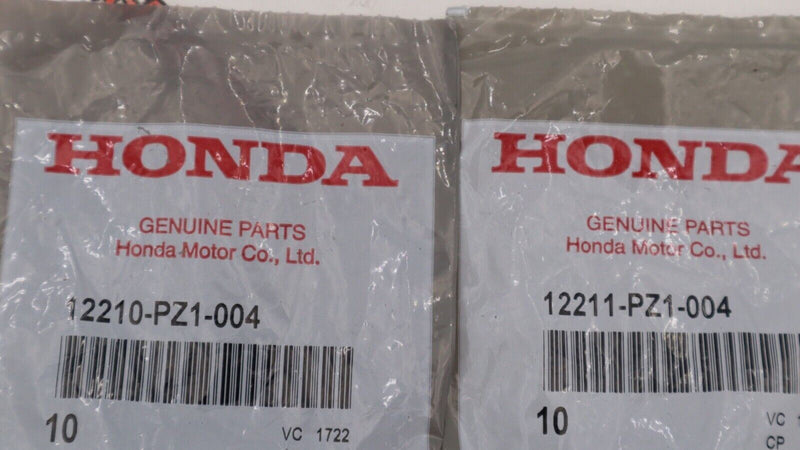 HONDA
GENUINE PARTS
Honda Motor Co., Ltd.
12210-PZ1-004
10
VC 1722
HONDA
GENUINE PARTS
Honda Motor Co., Ltd.
12211-PZ1-004
10
VC
CP